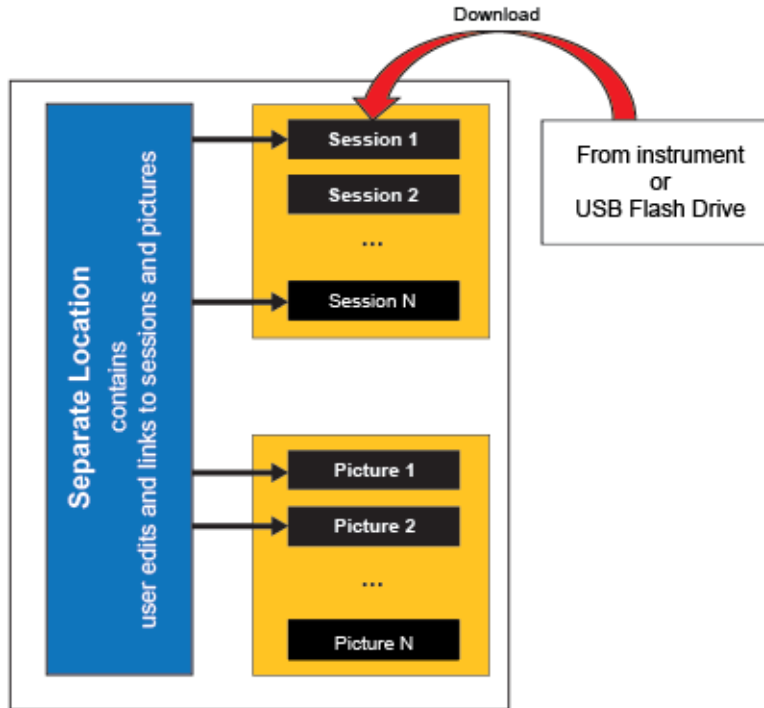 Download
Session 1
Session 2
...
Session N
From instrument
or
USB Flash Drive
Separate Location
contains
user edits and links to sessions and pictures
Picture 1
Picture 2
...
Picture N